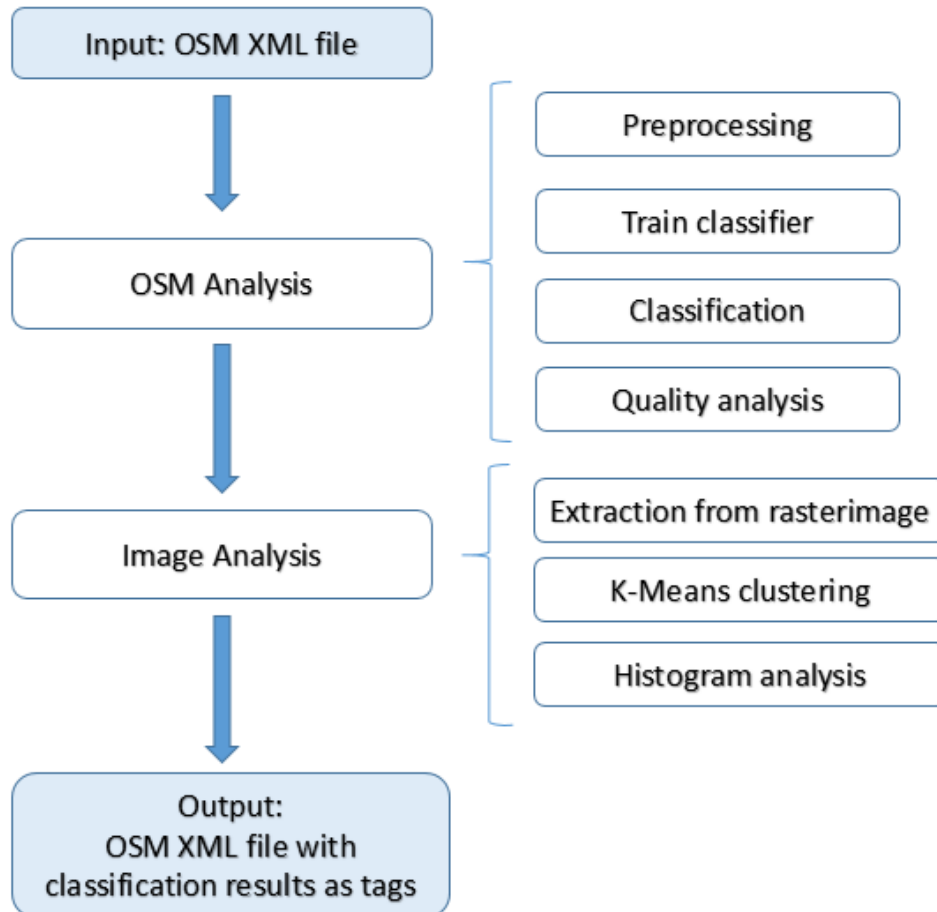 Input: OSM XML file
Preprocessing
Train classifier
OSM Analysis
Classification
Quality analysis
Extraction from rasterimage
Image Analysis
K-Means clustering
Histogram analysis
Output:
OSM XML file with
classification results as tags